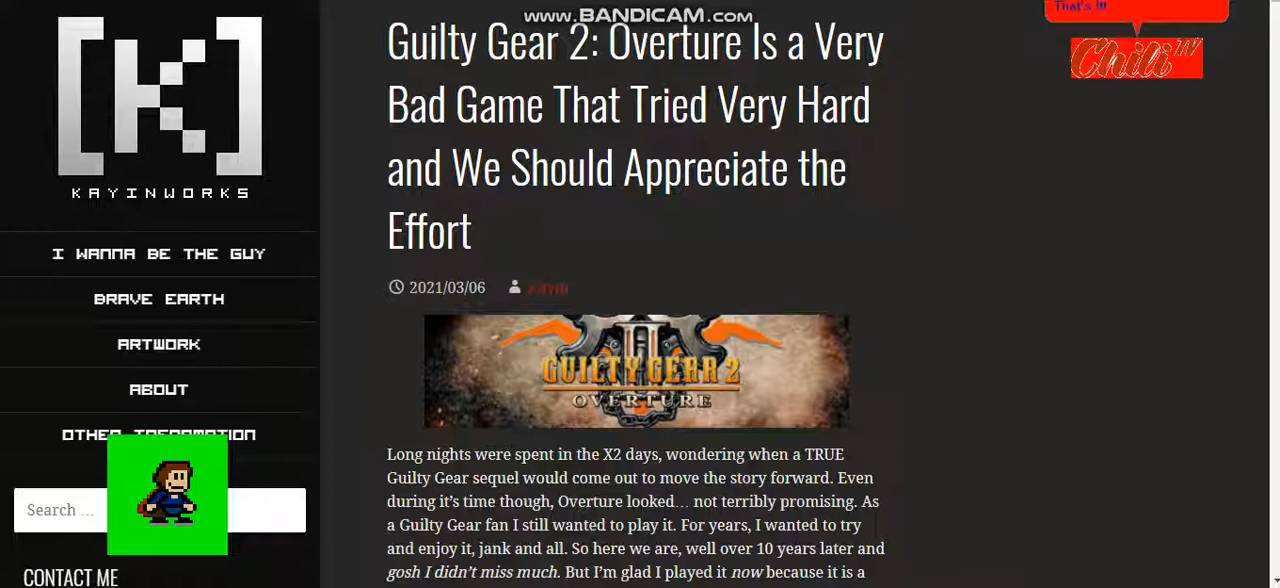 www.BANDICAM.com
That's !!!
Chili
[K]
KAYINWORKS
I WANNA BE THE GUY
BRAVE EARTH
ARTWORK
ABOUT
OTHER INFORMATION
Search ...
CONTACT ME
Guilty Gear 2: Overture Is a Very
Bad Game That Tried Very Hard
and We Should Appreciate the
Effort
2021/03/06 Kayin
GUILTY GEAR 2
OVERTURE
Long nights were spent in the X2 days, wondering when a TRUE
Guilty Gear sequel would come out to move the story forward. Even
during it's time though, Overture looked… not terribly promising. As
a Guilty Gear fan I still wanted to play it. For years, I wanted to try
and enjoy it, jank and all. So here we are, well over 10 years later and
gosh I didn't miss much. But I'm glad I played it now because it is a